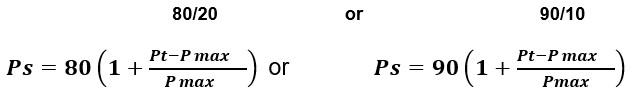 80/20 or 90/10
Ps = 80 (1 + (Pt−P max)/(P max)) or Ps = 90 (1 + (Pt−P max)/(Pmax))